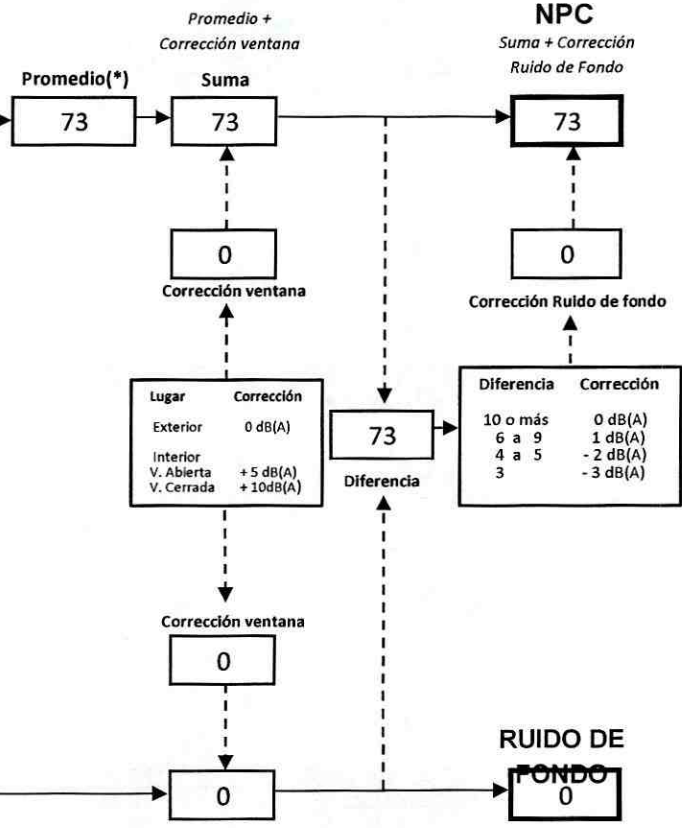 Promedio +
Corrección ventana
NPC
Suma + Corrección
Ruido de Fondo
Promedio(*)
Suma
73
73
73
0
0
Corrección ventana
Corrección Ruido de fondo
Lugar Corrección
Exterior 0 dB(A)
Interior
V. Abierta + 5 dB(A)
V. Cerrada + 10dB(A)
73
Diferencia
Diferencia Corrección
10 o más 0 dB(A)
6 a 9 1 dB(A)
4 a 5 - 2 dB(A)
3 - 3 dB(A)
Corrección ventana
0
RUIDO DE
FONDO
0
0